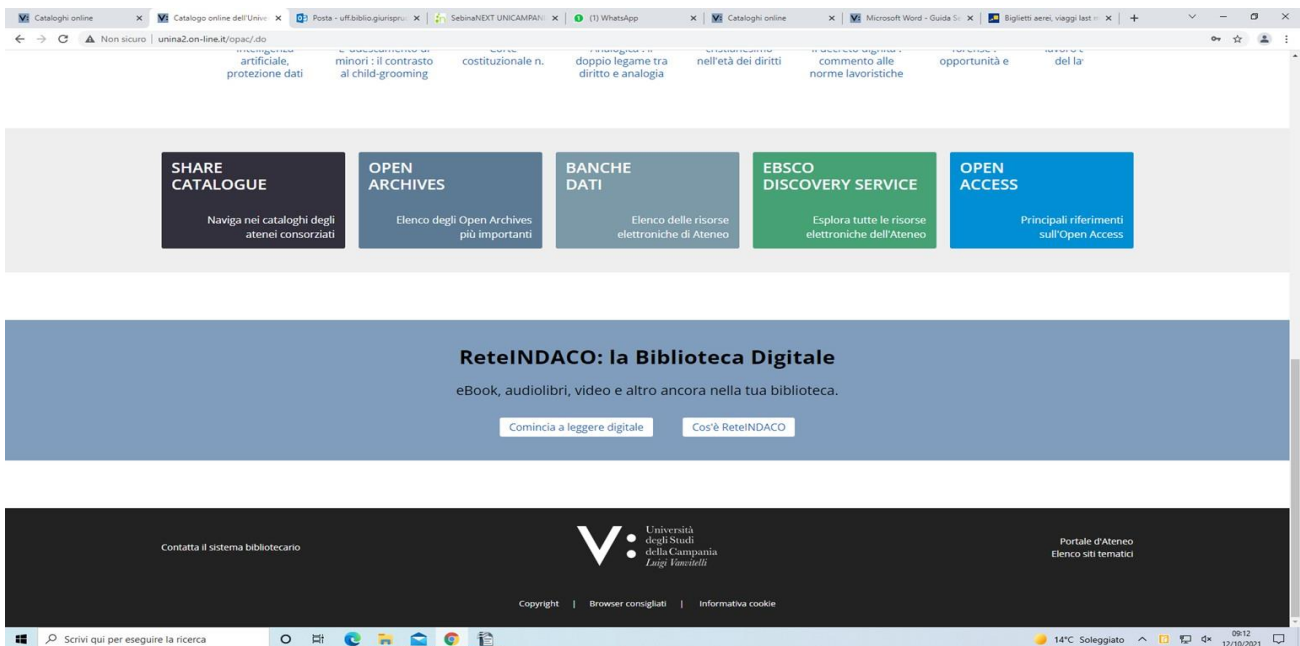 Cataloghi online
Catalogo online dell'Unive
Posta - uff.biblio.giurispru
SebinaNEXT UNICAMPAN
(1) WhatsApp
Cataloghi online
Microsoft Word - Guida Se
Biglietti aerei, viaggi last m
Non sicuro | unina2.on-line.it/opac/.do
artificiale,
protezione dati
minori : il contrasto
al child-grooming
costituzionale n.
doppio legame tra
diritto e analogia
nell'età dei diritti
commento alle
norme lavoristiche
opportunità e
SHARE
CATALOGUE
Naviga nei cataloghi degli
atenei consorziati
OPEN
ARCHIVES
Elenco degli Open Archives
più importanti
BANCHE
DATI
Elenco delle risorse
elettroniche di Ateneo
EBSCO
DISCOVERY SERVICE
Esplora tutte le risorse
elettroniche dell'Ateneo
OPEN
ACCESS
Principali riferimenti
sull'Open Access
ReteINDACO: la Biblioteca Digitale
eBook, audiolibri, video e altro ancora nella tua biblioteca.
Comincia a leggere digitale
Cos'è ReteINDACO
Contatta il sistema bibliotecario
V:
Università
degli Studi
della Campania
Luigi Vanvitelli
Portale d'Ateneo
Elenco siti tematici
Copyright | Browser consigliati | Informativa cookie
Scrivi qui per eseguire la ricerca
14°C Soleggiato
09:12
12/10/2021